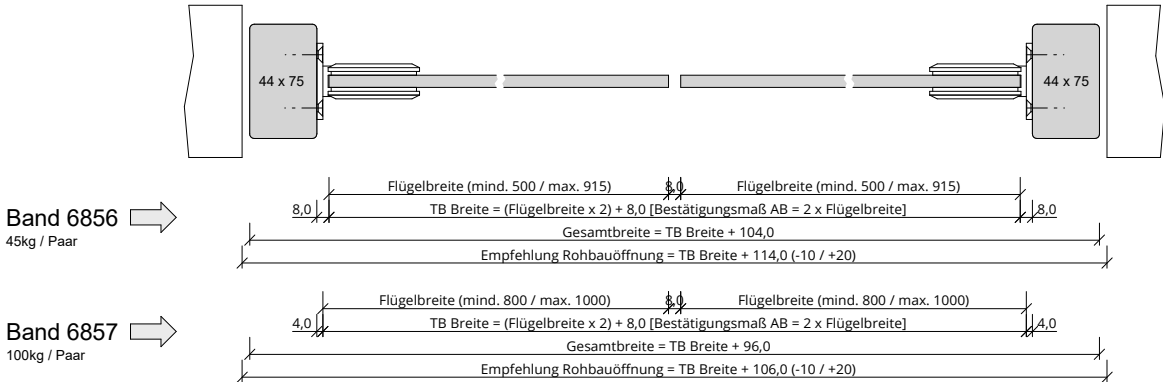 44 x 75
44 x 75
Flügelbreite (mind. 500 / max. 915)
8,0
Flügelbreite (mind. 500 / max. 915)
Band 6856
45kg / Paar
8,0
TB Breite = (Flügelbreite x 2) + 8,0 [Bestätigungsmaß AB = 2 x Flügelbreite]
8,0
Gesamtbreite = TB Breite + 104,0
Empfehlung Rohbauöffnung = TB Breite + 114,0 (-10 / +20)
Flügelbreite (mind. 800 / max. 1000)
8,0
Flügelbreite (mind. 800 / max. 1000)
Band 6857
100kg / Paar
4,0
TB Breite = (Flügelbreite x 2) + 8,0 [Bestätigungsmaß AB = 2 x Flügelbreite]
4,0
Gesamtbreite = TB Breite + 96,0
Empfehlung Rohbauöffnung = TB Breite + 106,0 (-10 / +20)